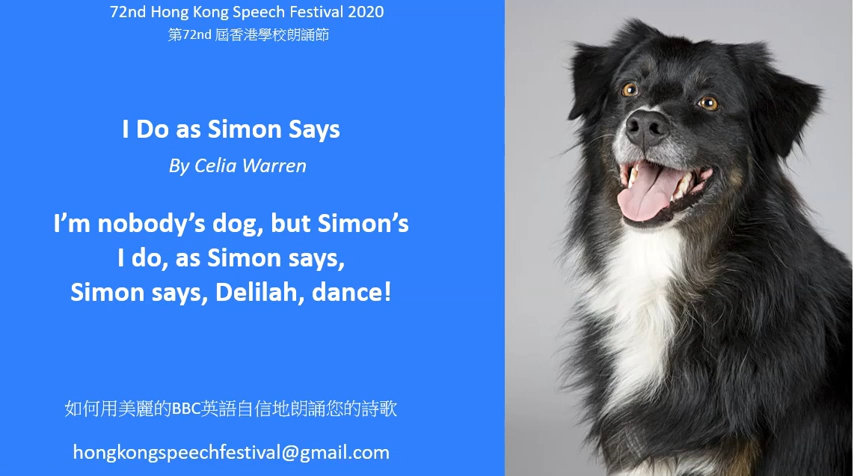 72nd Hong Kong Speech Festival 2020
第72nd 屆香港學校朗誦節
I Do as Simon Says
By Celia Warren
I’m nobody’s dog, but Simon’s
I do, as Simon says,
Simon says, Delilah, dance!
如何用美麗的BBC英語自信地朗誦您的詩歌
hongkongspeechfestival@gmail.com